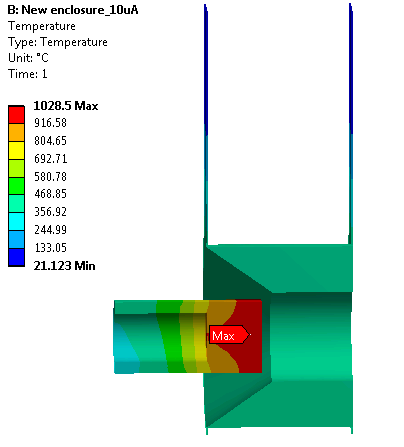 B: New enclosure_10uA
Temperature
Type: Temperature
Unit: °C
Time: 1
1028.5 Max
916.58
804.65
692.71
580.78
468.85
356.92
244.99
133.05
21.123 Min
Max